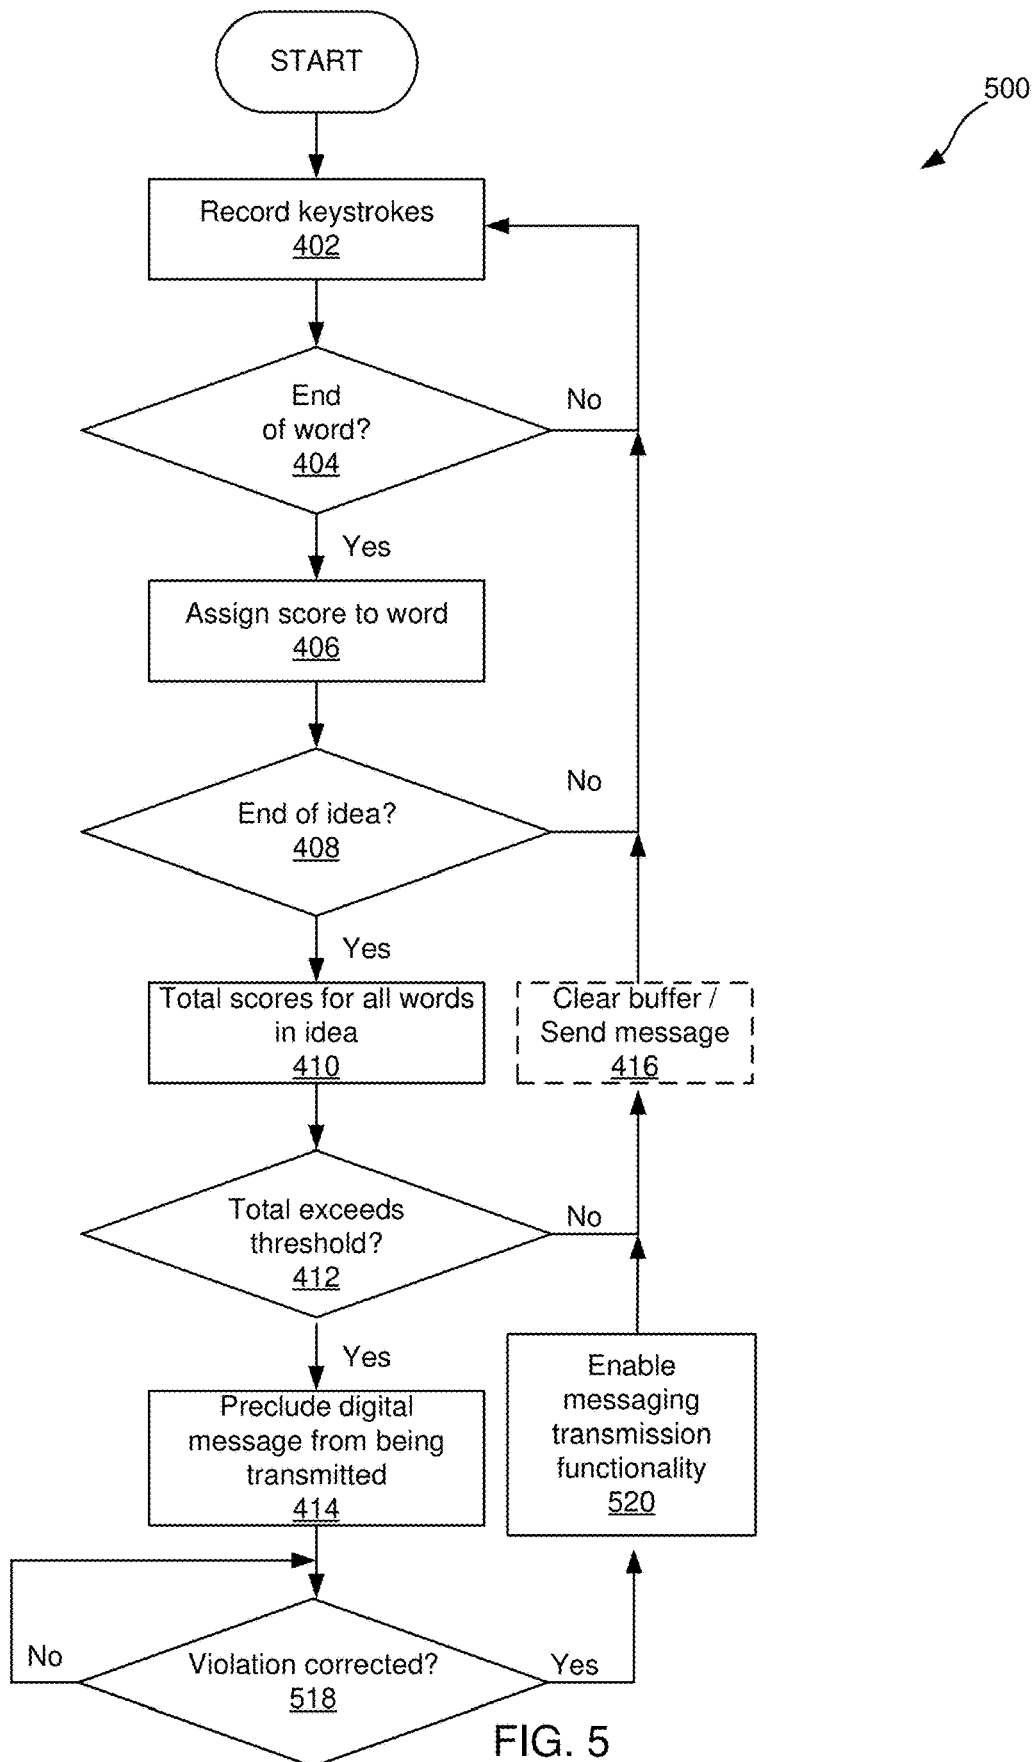 START
500
Record keystrokes
402
End
of word?
404
No
Yes
Assign score to word
406
End of idea?
408
No
Yes
Total scores for all words
in idea
410
Clear buffer /
Send message
416
Total exceeds
threshold?
412
No
Yes
Preclude digital
message from being
transmitted
414
Enable
messaging
transmission
functionality
520
Violation corrected?
518
No
Yes
FIG. 5